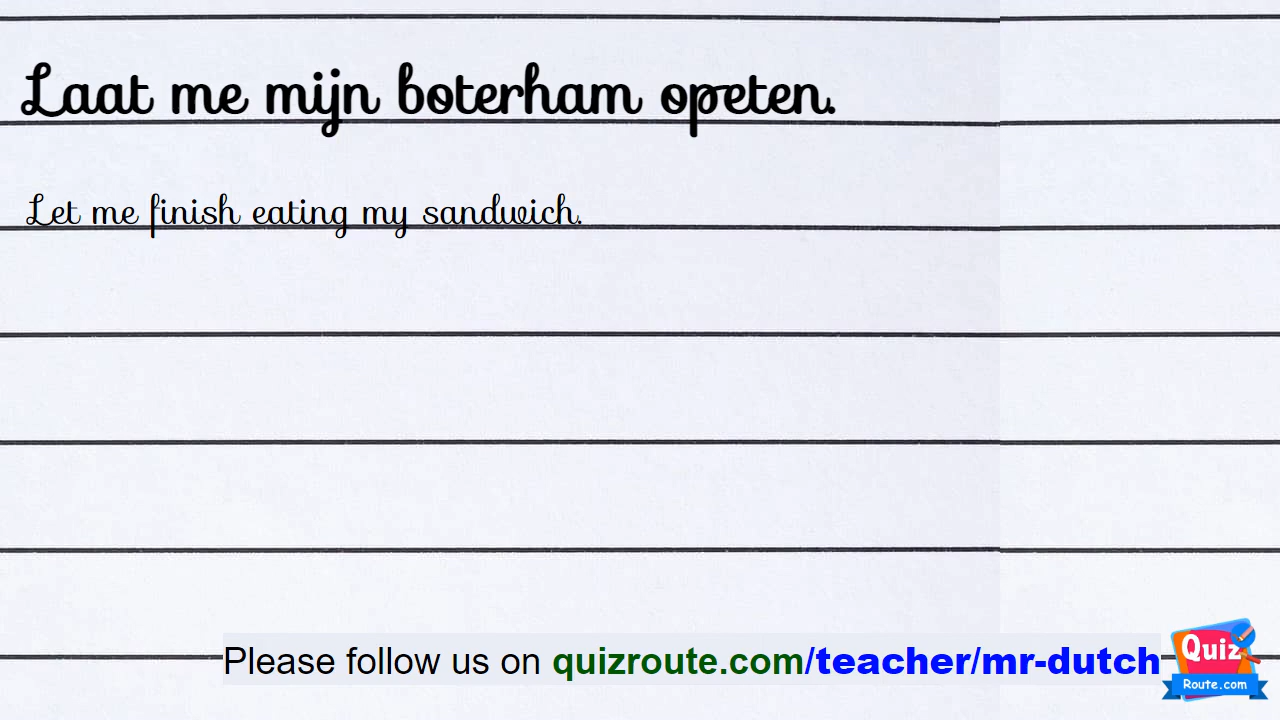 Laat me mijn boterham opeten.
Let me finish eating my sandwich.
Please follow us on quizroute.com/teacher/mr-dutch
Quiz
Route.com